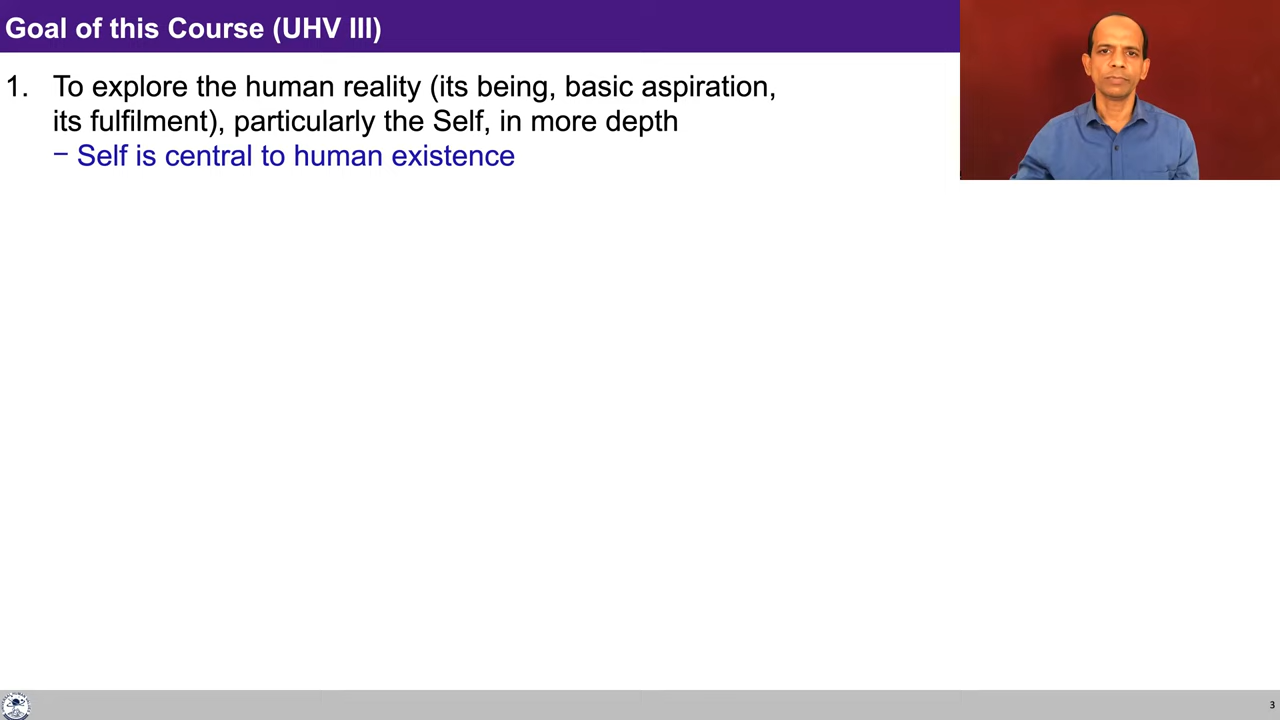 Goal of this Course (UHV III)
1. To explore the human reality (its being, basic aspiration,
its fulfilment), particularly the Self, in more depth
− Self is central to human existence
3